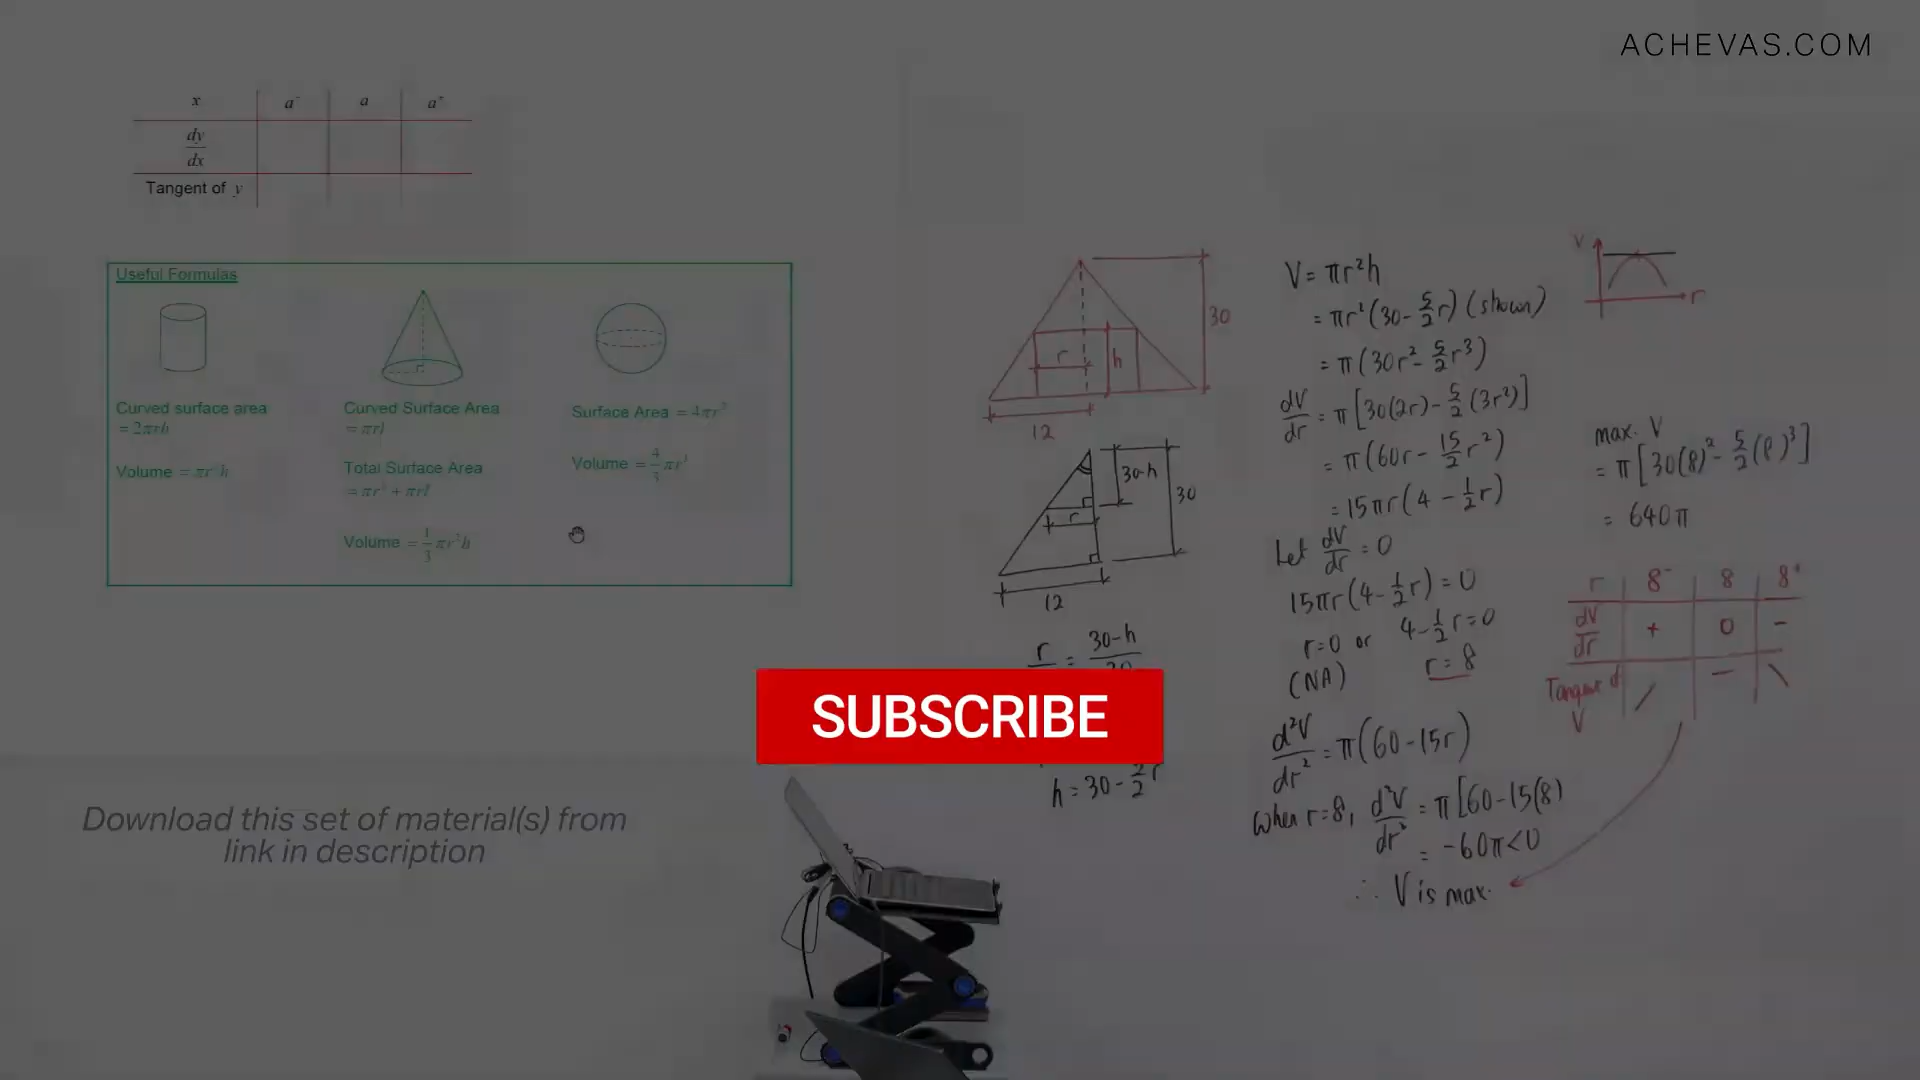 ACHEVAS.COM
x a⁻ a a⁺
dy/dx
Tangent of y
Useful Formulas
Curved surface area
= 2πrh
Volume = πr²h
Curved Surface Area
= πrl
Total Surface Area
= πr² + πrl
Volume = 1/3 πr²h
Surface Area = 4πr²
Volume = 4/3 πr³
Download this set of material(s) from
link in description
30
r
h
12
30-h
30
r
12
r = 30-h
SUBSCRIBE
h = 30 -
V = πr²h
= πr²(30 - 5/2 r) (shown)
= π(30r² - 5/2 r³)
dV/dr = π[30(2r) - 5/2 (3r²)]
= π(60r - 15/2 r²)
= 15πr(4 - 1/2 r)
Let dV/dr = 0
15πr(4 - 1/2 r) = 0
r=0 or 4 - 1/2 r = 0
(NA) r = 8
d²V/dr² = π(60 - 15r)
When r=8, d²V/dr² = π[60 - 15(8)
= -60π < 0
∴ V is max.
V
r
max. V
= π[30(8)² - 5/2 (8)³]
= 640π
r 8⁻ 8 8⁺
dV/dr + 0 -
Tangent of
V